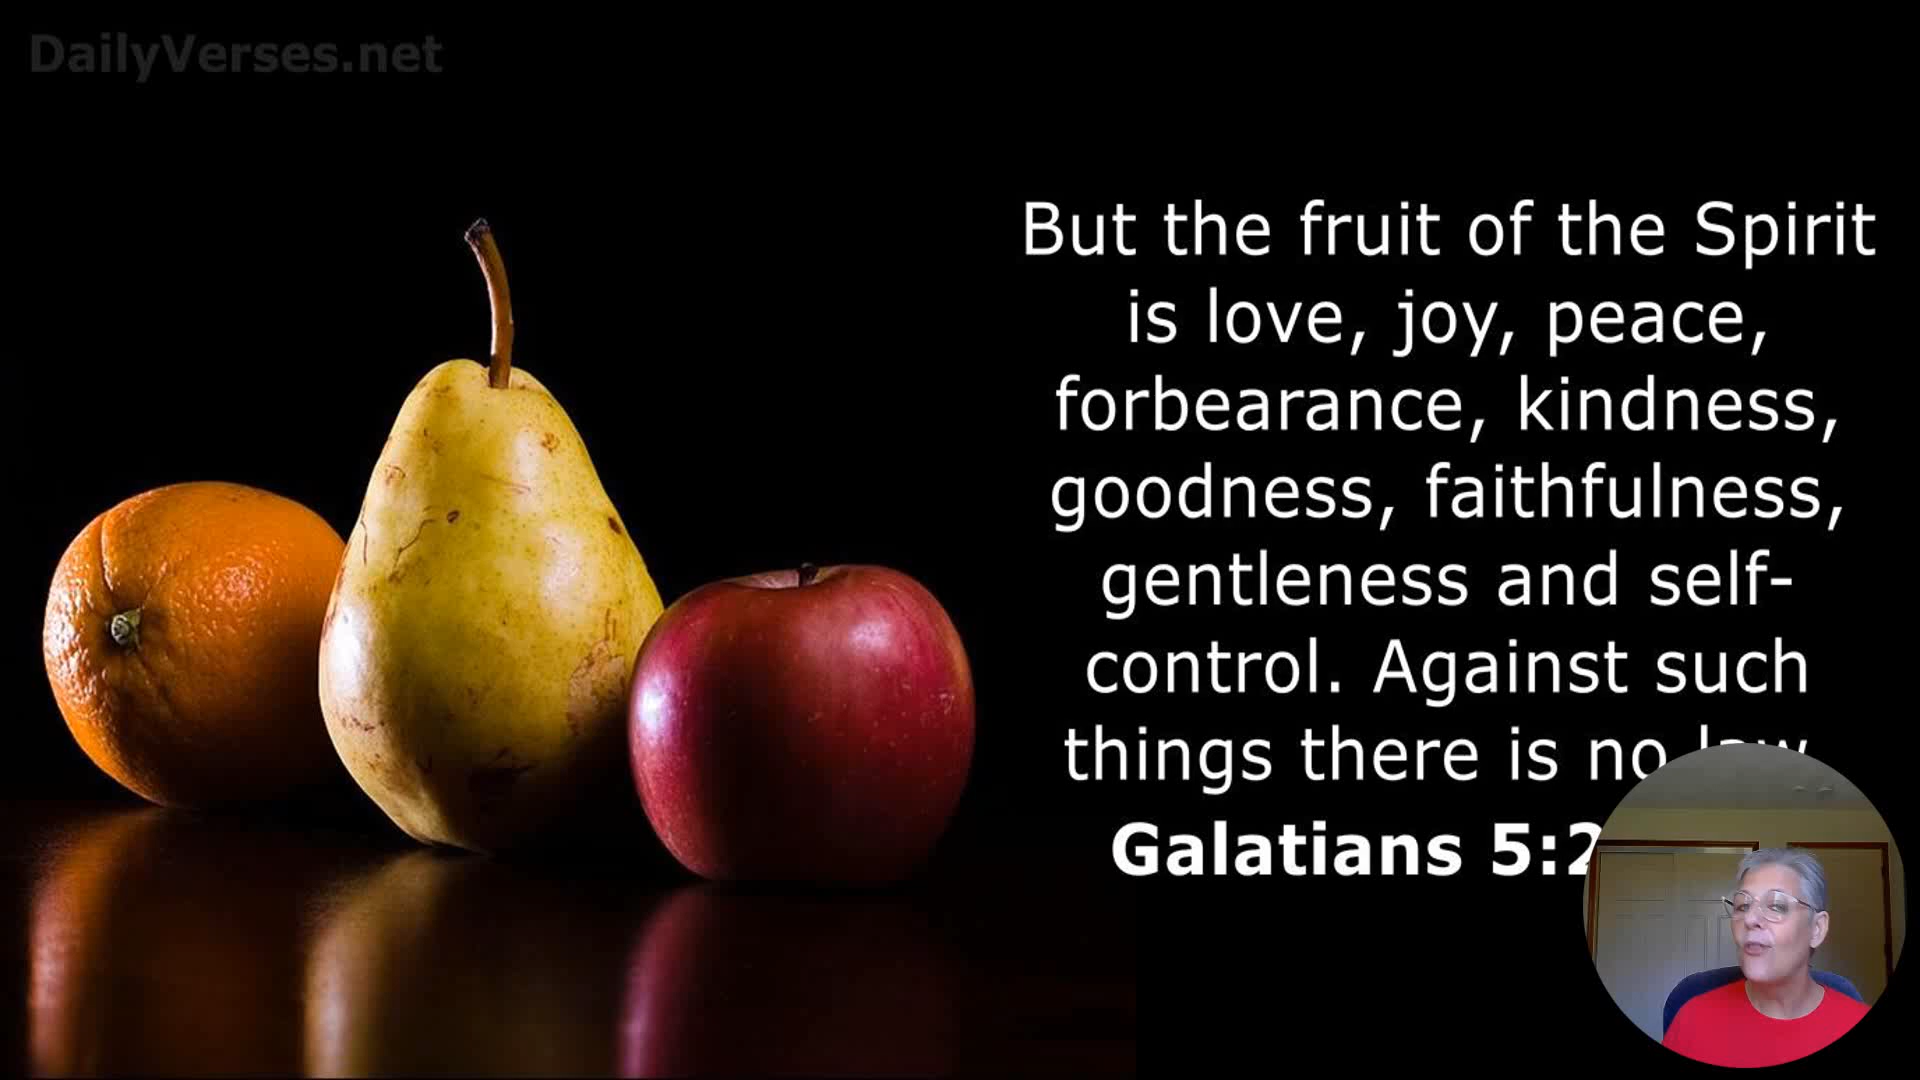 DailyVerses.net
But the fruit of the Spirit
is love, joy, peace,
forbearance, kindness,
goodness, faithfulness,
gentleness and self-
control. Against such
things there is no law
Galatians 5:2